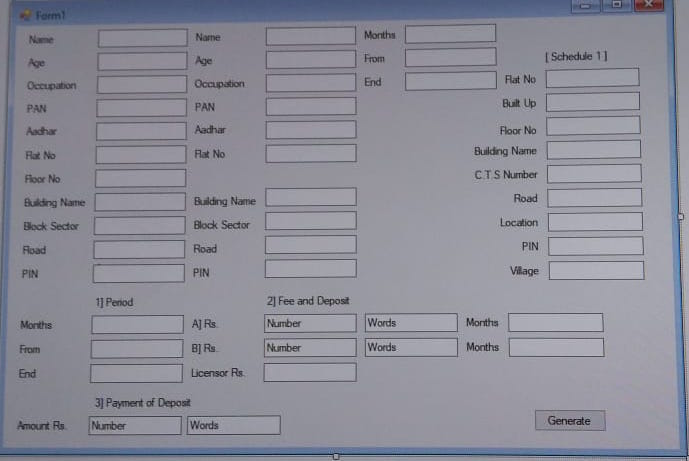 Form1
Name Name Months
Age Age From [ Schedule 1 ]
Occupation Occupation End Flat No
PAN PAN Built Up
Aadhar Aadhar Floor No
Flat No Flat No Building Name
Floor No C.T.S Number
Building Name Building Name Road
Block Sector Block Sector Location
Road Road PIN
PIN PIN Village
1] Period 2] Fee and Deposit
Months A] Rs. Number Words Months
From B] Rs. Number Words Months
End Licensor Rs.
3] Payment of Deposit
Amount Rs. Number Words Generate